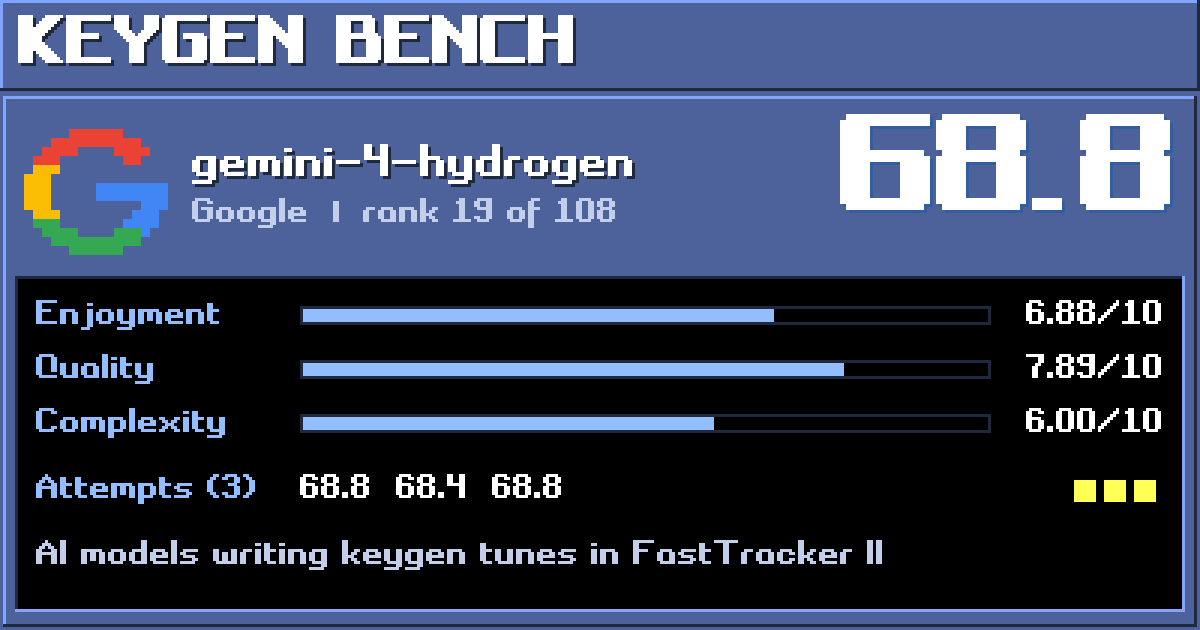 KEYGEN BENCH
gemini-4-hydrogen
Google | rank 19 of 108
68.8
Enjoyment 6.88/10
Quality 7.89/10
Complexity 6.00/10
Attempts (3) 68.8 68.4 68.8
AI models writing keygen tunes in FastTracker II